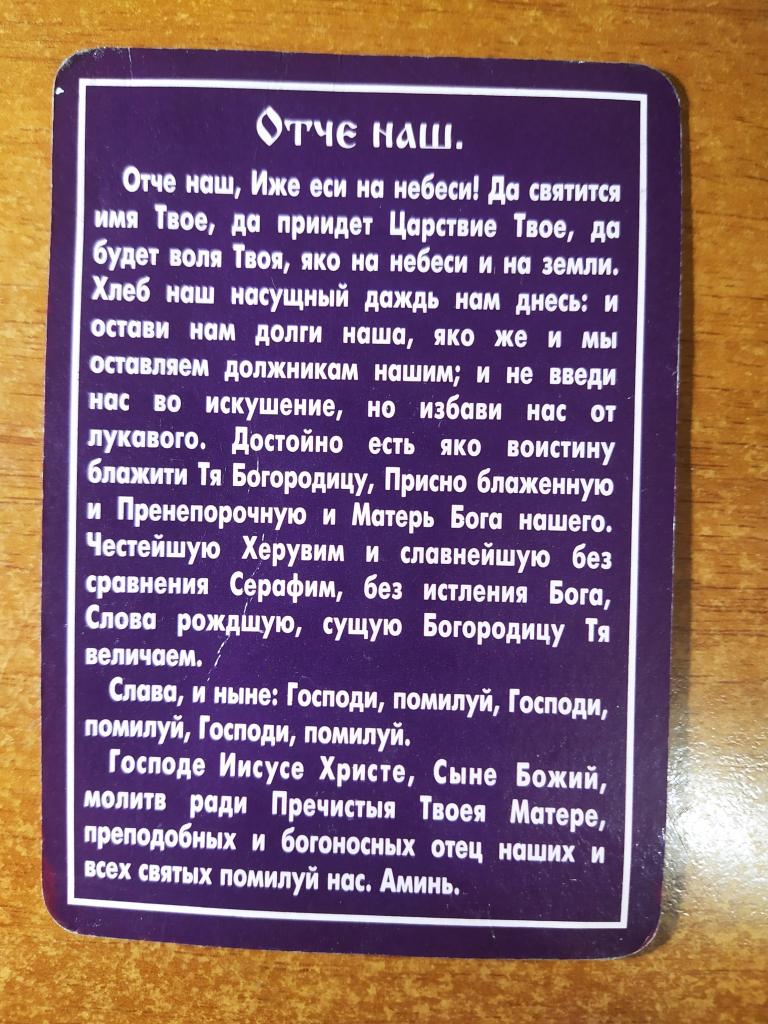 Отче наш.
Отче наш, Иже еси на небеси! Да святится
имя Твое, да приидет Царствие Твое, да
будет воля Твоя, яко на небеси и на земли.
Хлеб наш насущный даждь нам днесь: и
остави нам долги наша, яко же и мы
оставляем должникам нашим; и не введи
нас во искушение, но избави нас от
лукавого. Достойно есть яко воистину
блажити Тя Богородицу, Присно блаженную
и Пренепорочную и Матерь Бога нашего.
Честейшую Херувим и славнейшую без
сравнения Серафим, без истления Бога,
Слова рождшую, сущую Богородицу Тя
величаем.
Слава, и ныне: Господи, помилуй, Господи,
помилуй, Господи, помилуй.
Господе Иисусе Христе, Сыне Божий,
молитв ради Пречистыя Твоея Матере,
преподобных и богоносных отец наших и
всех святых помилуй нас. Аминь.